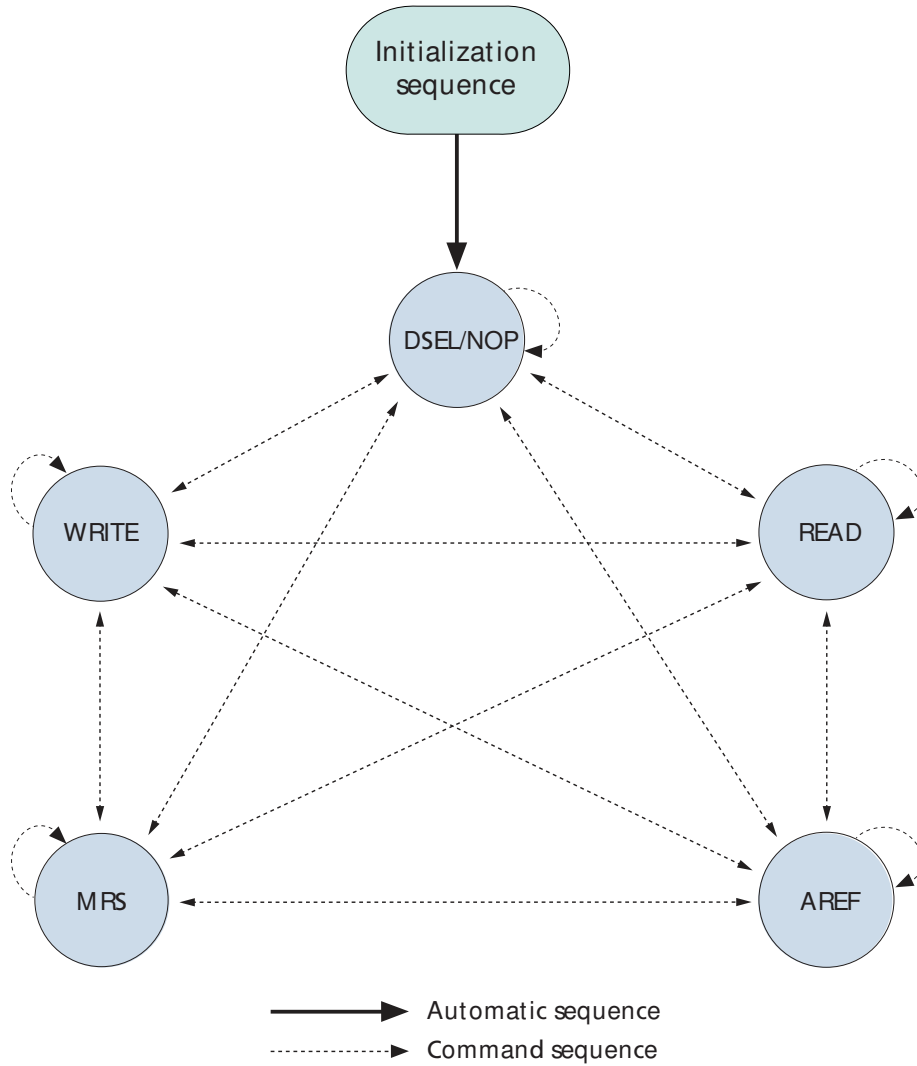 Initialization
sequence
DSEL/NOP
WRITE
READ
MRS
AREF
Automatic sequence
Command sequence